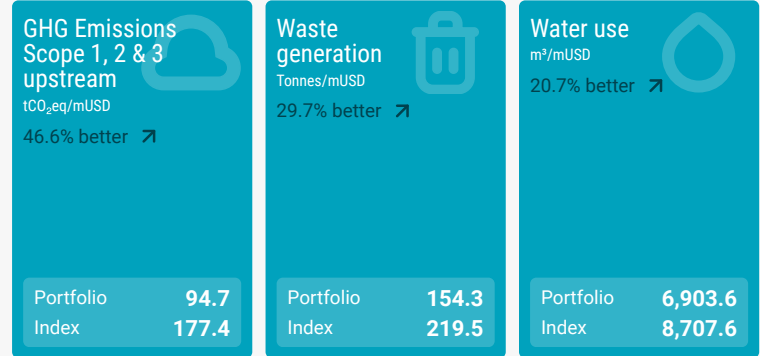 GHG Emissions
Scope 1, 2 & 3
upstream
tCO₂eq/mUSD
46.6% better
Portfolio 94.7
Index 177.4
Waste
generation
Tonnes/mUSD
29.7% better
Portfolio 154.3
Index 219.5
Water use
m³/mUSD
20.7% better
Portfolio 6,903.6
Index 8,707.6